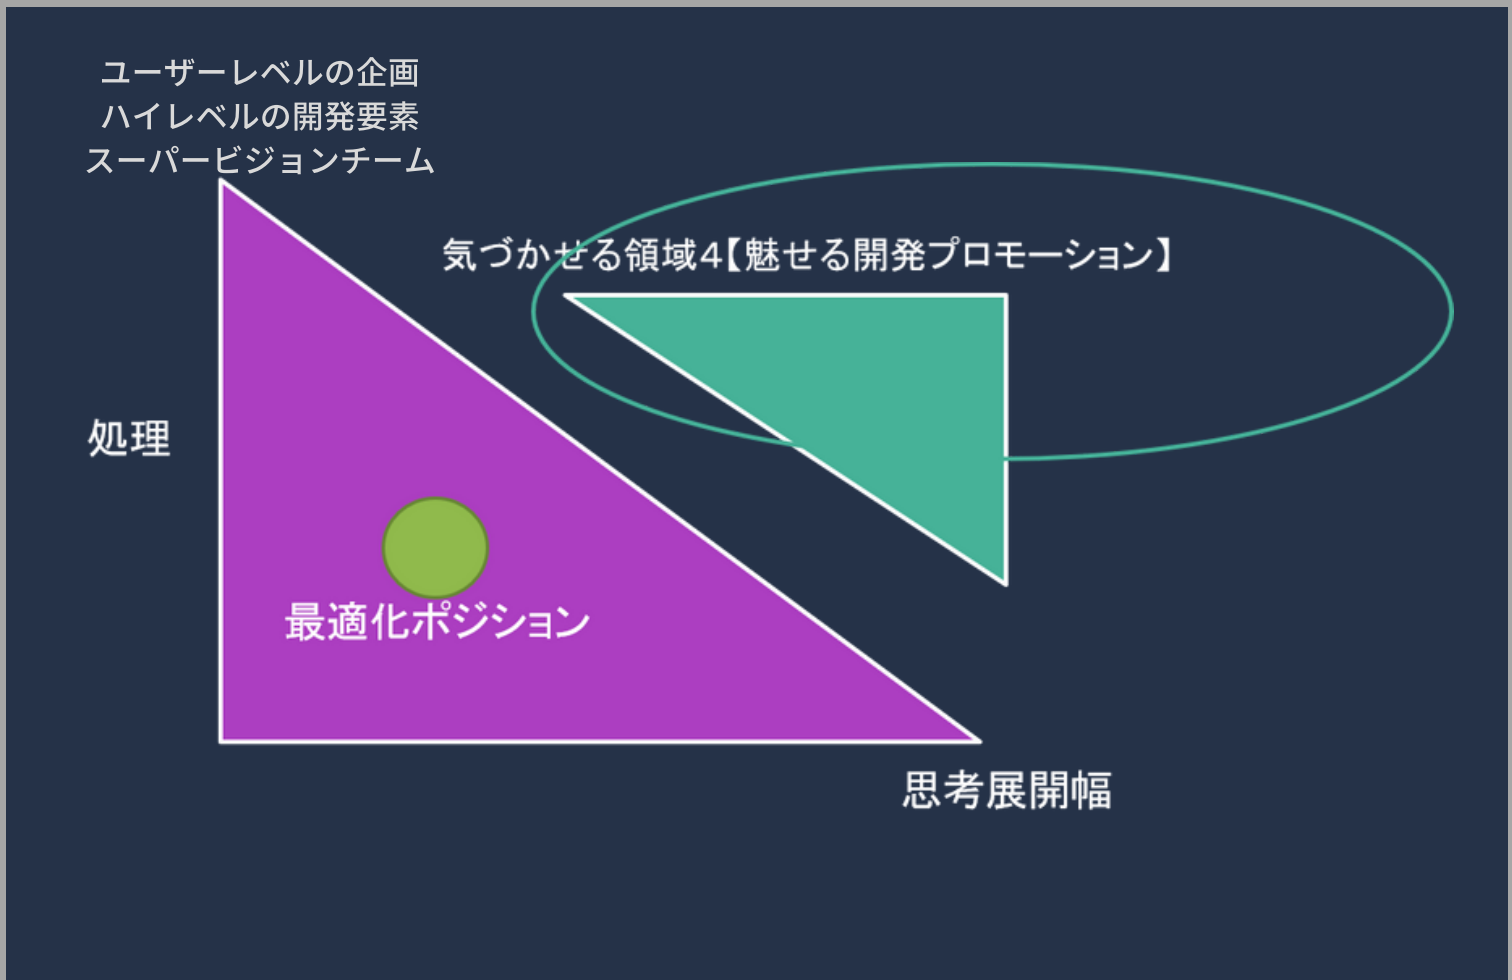 ユーザーレベルの企画
ハイレベルの開発要素
スーパービジョンチーム
気づかせる領域4【魅せる開発プロモーション】
処理
最適化ポジション
思考展開幅